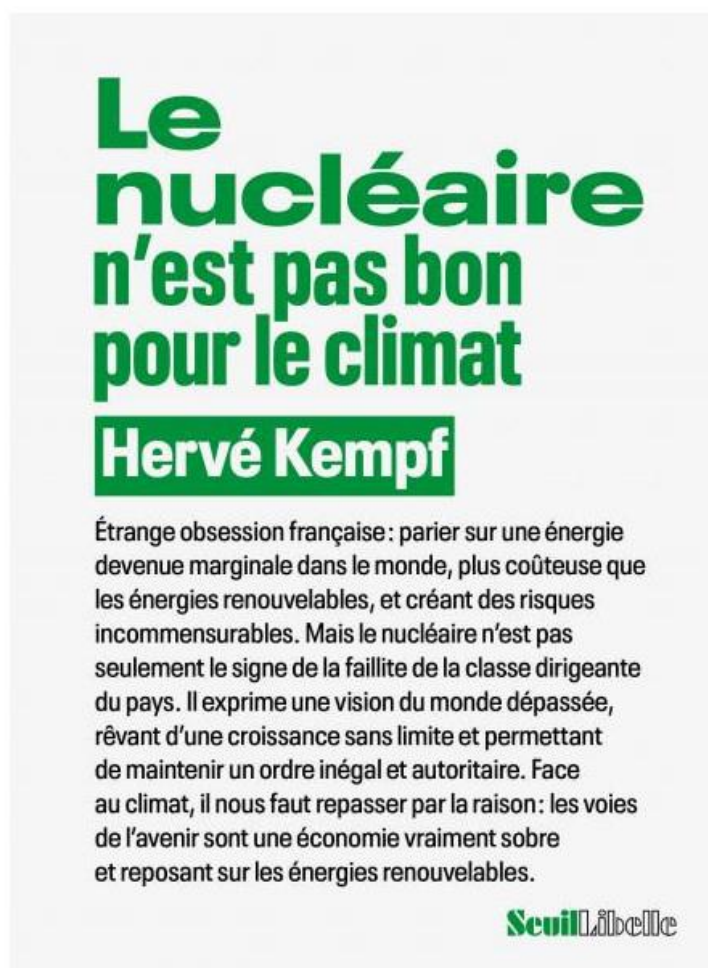 Le
nucléaire
n'est pas bon
pour le climat
Hervé Kempf
Étrange obsession française : parier sur une énergie
devenue marginale dans le monde, plus coûteuse que
les énergies renouvelables, et créant des risques
incommensurables. Mais le nucléaire n'est pas
seulement le signe de la faillite de la classe dirigeante
du pays. Il exprime une vision du monde dépassée,
rêvant d'une croissance sans limite et permettant
de maintenir un ordre inégal et autoritaire. Face
au climat, il nous faut repasser par la raison : les voies
de l'avenir sont une économie vraiment sobre
et reposant sur les énergies renouvelables.
Seuil Libelle